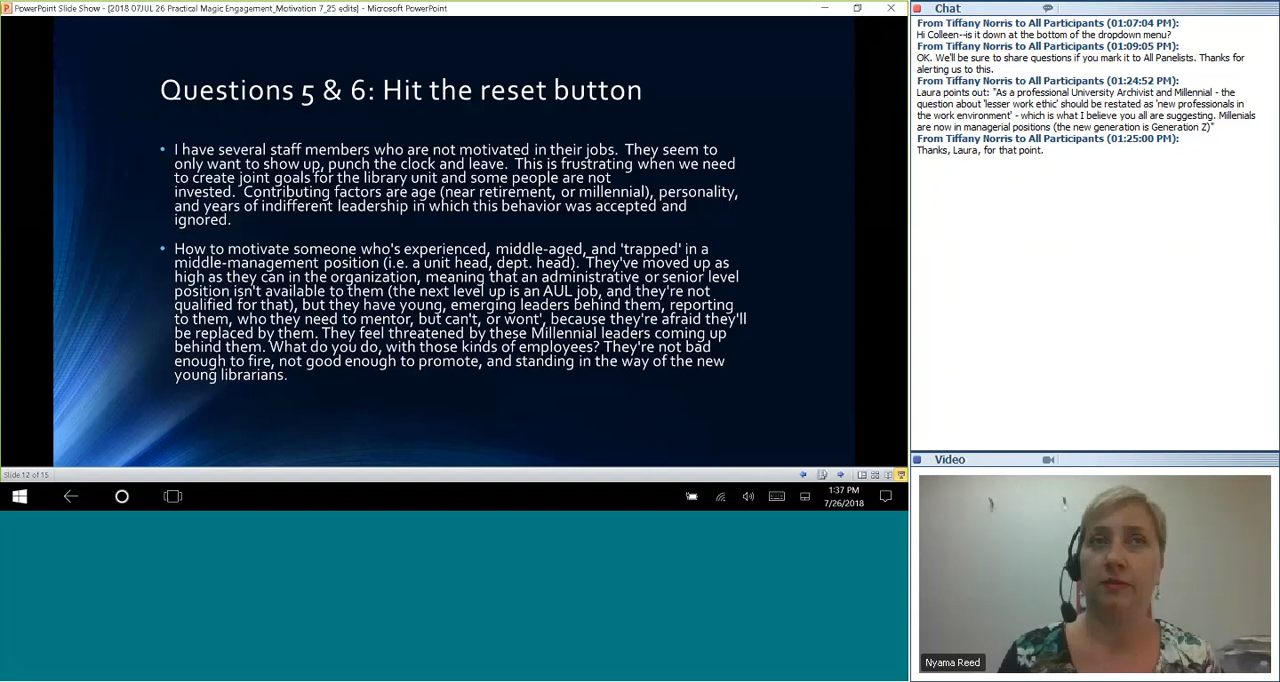 PowerPoint Slide Show - [2018 07JUL 26 Practical Magic Engagement_Motivation 7_25 edits] - Microsoft PowerPoint
Questions 5 & 6: Hit the reset button
• I have several staff members who are not motivated in their jobs.  They seem to
only want to show up, punch the clock and leave.  This is frustrating when we need
to create joint goals for the library unit and some people are not
invested.  Contributing factors are age (near retirement, or millennial), personality,
and years of indifferent leadership in which this behavior was accepted and
ignored.
• How to motivate someone who's experienced, middle-aged, and 'trapped' in a
middle-management position (i.e. a unit head, dept. head).  They've moved up as
high as they can in the organization, meaning that an administrative or senior level
position isn't available to them (the next level up is an AUL job, and they're not
qualified for that), but they have young, emerging leaders behind them, reporting
to them, who they need to mentor, but can't, or wont', because they're afraid they'll
be replaced by them. They feel threatened by these Millennial leaders coming up
behind them. What do you do, with those kinds of employees? They're not bad
enough to fire, not good enough to promote, and standing in the way of the new
young librarians.
Slide 12 of 15
1:37 PM
7/26/2018
Chat
From Tiffany Norris to All Participants (01:07:04 PM):
Hi Colleen--is it down at the bottom of the dropdown menu?
From Tiffany Norris to All Participants (01:09:05 PM):
OK. We'll be sure to share questions if you mark it to All Panelists. Thanks for
alerting us to this.
From Tiffany Norris to All Participants (01:24:52 PM):
Laura points out: "As a professional University Archivist and Millennial - the
question about 'lesser work ethic' should be restated as 'new professionals in
the work environment' - which is what I believe you all are suggesting. Millenials
are now in managerial positions (the new generation is Generation Z)"
From Tiffany Norris to All Participants (01:25:00 PM):
Thanks, Laura, for that point.
Video
Nyama Reed